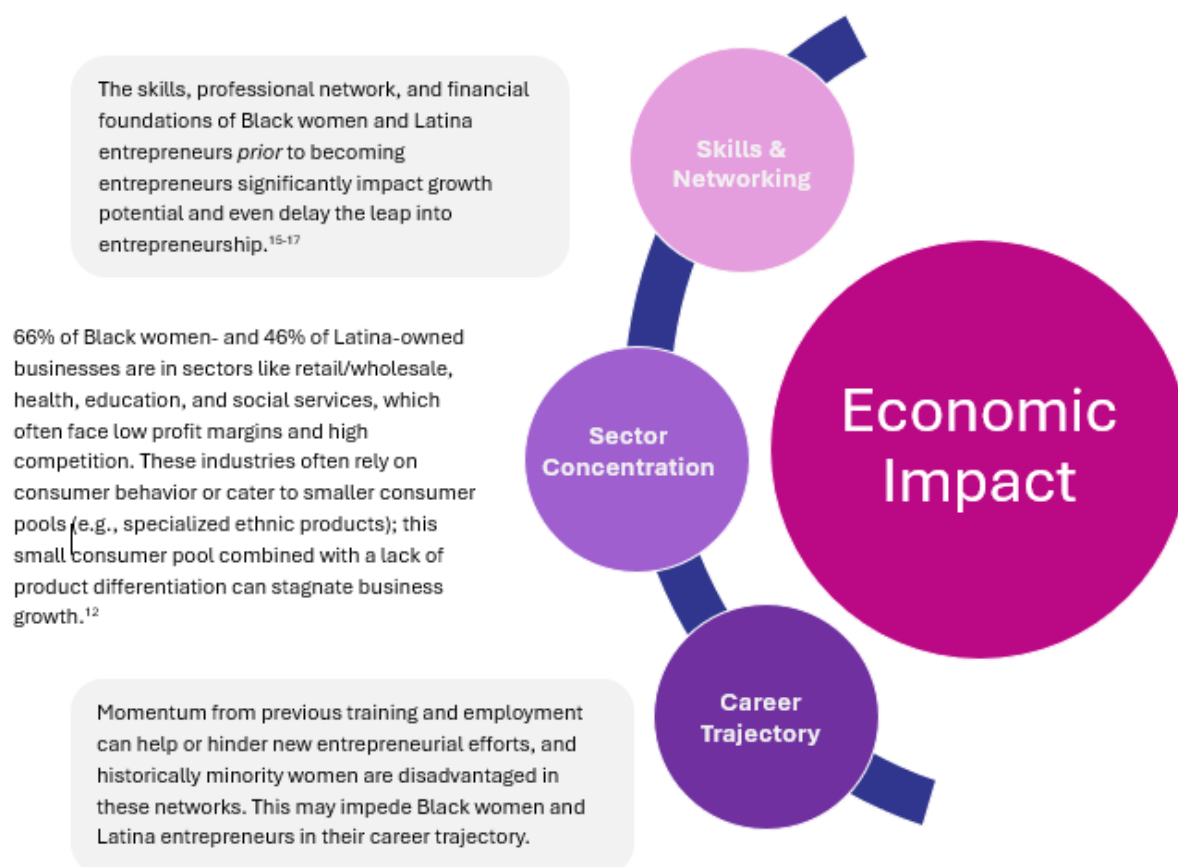 The skills, professional network, and financial
foundations of Black women and Latina
entrepreneurs prior to becoming
entrepreneurs significantly impact growth
potential and even delay the leap into
entrepreneurship.¹⁵⁻¹⁷
Skills &
Networking
66% of Black women- and 46% of Latina-owned
businesses are in sectors like retail/wholesale,
health, education, and social services, which
often face low profit margins and high
competition. These industries often rely on
consumer behavior or cater to smaller consumer
pools (e.g., specialized ethnic products); this
small consumer pool combined with a lack of
product differentiation can stagnate business
growth.¹²
Sector
Concentration
Economic
Impact
Momentum from previous training and employment
can help or hinder new entrepreneurial efforts, and
historically minority women are disadvantaged in
these networks. This may impede Black women and
Latina entrepreneurs in their career trajectory.
Career
Trajectory